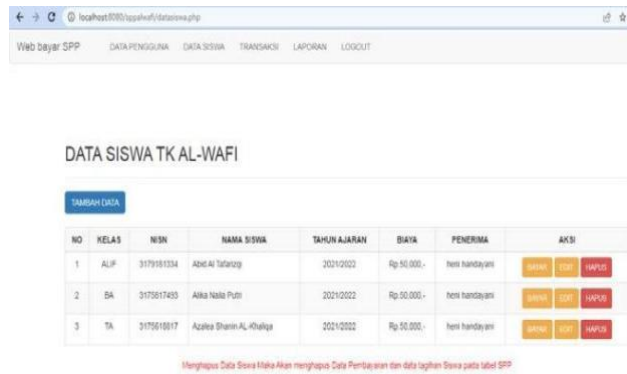 localhost:8080/sppalwafi/datasiswa.php
Web bayar SPP DATA PENGGUNA DATA SISWA TRANSAKSI LAPORAN LOGOUT
DATA SISWA TK AL-WAFI
TAMBAH DATA
NO KELAS NISN NAMA SISWA TAHUN AJARAN BIAYA PENERIMA AKSI
1 ALIF 3179181334 Abid Al Tafarizqi 2021/2022 Rp.50.000,- heni handayani BAYAR EDIT HAPUS
2 BA 3175817493 Alika Naila Putri 2021/2022 Rp.50.000,- heni handayani BAYAR EDIT HAPUS
3 TA 3175615817 Azalea Shanin AL-Khaliqa 2021/2022 Rp.50.000,- heni handayani BAYAR EDIT HAPUS
Menghapus Data Siswa Maka Akan menghapus Data Pembayaran dan data tagihan Siswa pada tabel SPP